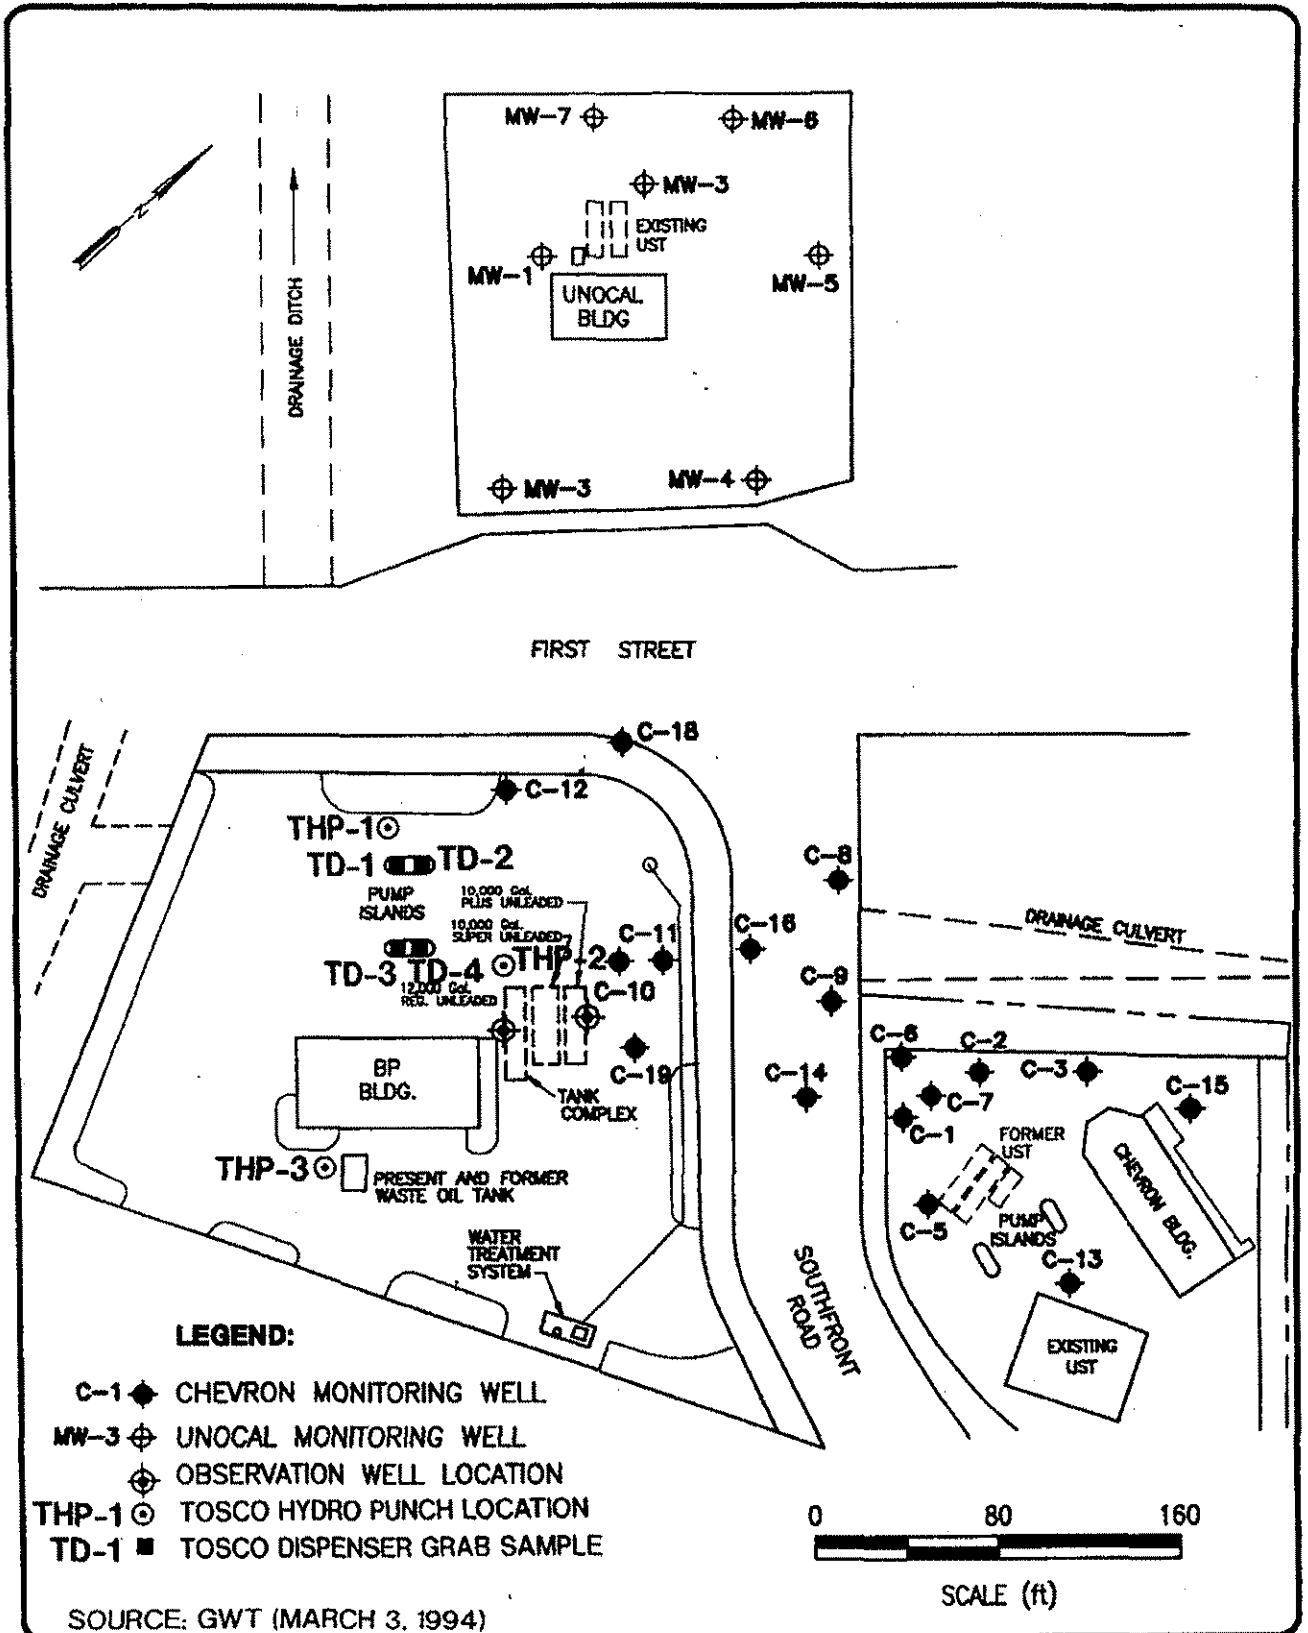 MW-7
MW-6
MW-3
EXISTING
UST
MW-1
MW-5
UNOCAL
BLDG
N
DRAINAGE DITCH
MW-3
MW-4
FIRST STREET
C-18
C-12
DRAINAGE CULVERT
THP-1
TD-1
TD-2
PUMP
ISLANDS
10,000 Gal.
PLUS UNLEADED
10,000 Gal.
SUPER UNLEADED
C-11
C-8
C-16
DRAINAGE CULVERT
TD-3
TD-4
THP-2
12,000 Gal.
REG. UNLEADED
C-10
C-9
BP
BLDG.
C-19
TANK
COMPLEX
C-14
C-6
C-2
C-3
C-15
C-7
C-1
FORMER
UST
CHEVRON BLDG.
THP-3
PRESENT AND FORMER
WASTE OIL TANK
C-5
PUMP
ISLANDS
C-13
WATER
TREATMENT
SYSTEM
SOUTHFRONT
ROAD
EXISTING
UST
LEGEND:
C-1 CHEVRON MONITORING WELL
MW-3 UNOCAL MONITORING WELL
OBSERVATION WELL LOCATION
THP-1 TOSCO HYDRO PUNCH LOCATION
TD-1 TOSCO DISPENSER GRAB SAMPLE
0 80 160
SCALE (ft)
SOURCE: GWT (MARCH 3, 1994)